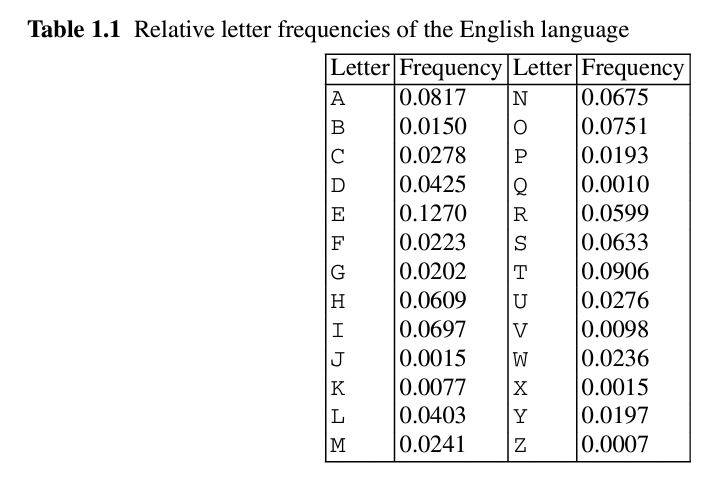 Table 1.1 Relative letter frequencies of the English language
Letter Frequency Letter Frequency
A 0.0817 N 0.0675
B 0.0150 O 0.0751
C 0.0278 P 0.0193
D 0.0425 Q 0.0010
E 0.1270 R 0.0599
F 0.0223 S 0.0633
G 0.0202 T 0.0906
H 0.0609 U 0.0276
I 0.0697 V 0.0098
J 0.0015 W 0.0236
K 0.0077 X 0.0015
L 0.0403 Y 0.0197
M 0.0241 Z 0.0007